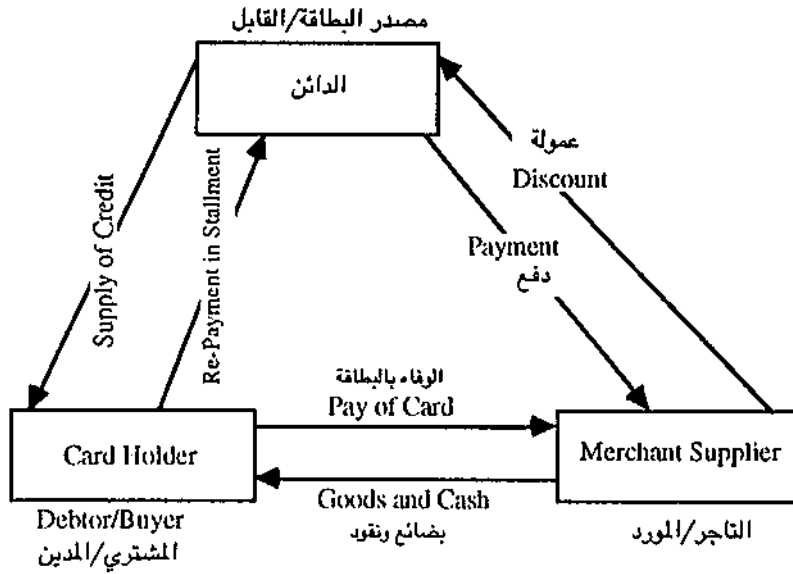 مصدر البطاقة/القابل
الدائن
عمولة
Discount
Supply of Credit
Re-Payment in Stallment
Payment
دفع
الوفاء بالبطاقة
Pay of Card
Card Holder
Merchant Supplier
Goods and Cash
بضائع ونقود
Debtor/Buyer
المشتري/المدين
التاجر/المورد